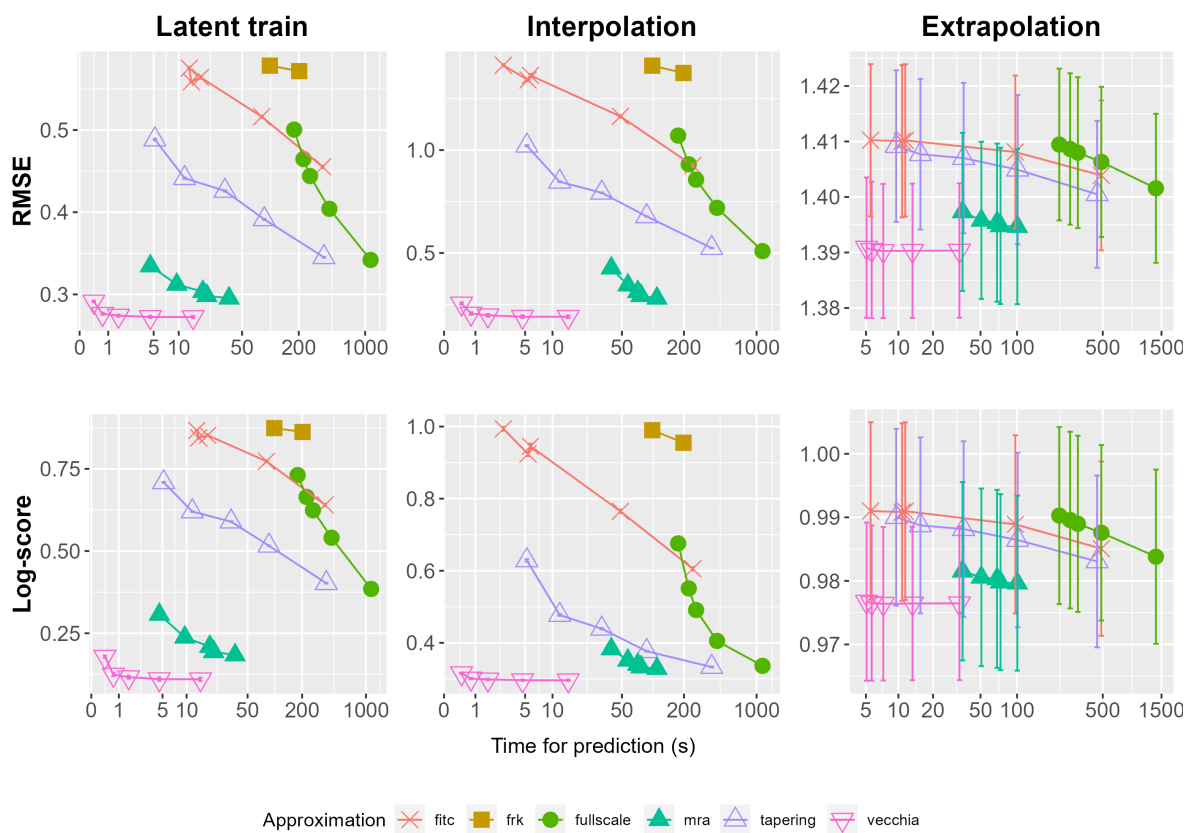 Latent train Interpolation Extrapolation
RMSE
0.5
0.4
0.3
0 1 5 10 50 200 1000
1.0
0.5
0 1 5 10 50 200 1000
1.42
1.41
1.40
1.39
1.38
5 10 20 50 100 500 1500
Log-score
0.75
0.50
0.25
0 1 5 10 50 200 1000
1.0
0.8
0.6
0.4
0 1 5 10 50 200 1000
1.00
0.99
0.98
0.97
5 10 20 50 100 500 1500
Time for prediction (s)
Approximation fitc frk fullscale mra tapering vecchia